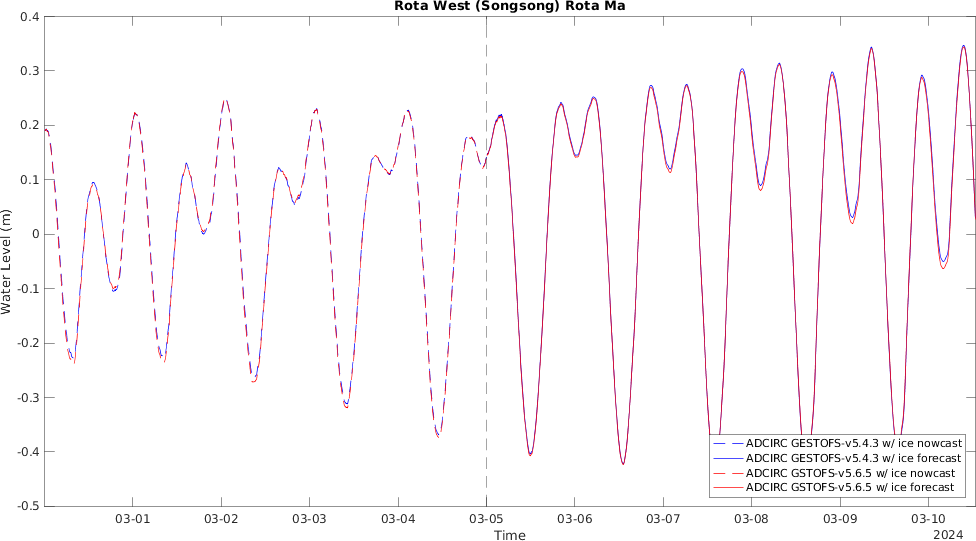 Rota West (Songsong) Rota Ma
0.4
0.3
0.2
0.1
0
-0.1
-0.2
-0.3
-0.4
-0.5
Water Level (m)
ADCIRC GESTOFS-v5.4.3 w/ ice nowcast
ADCIRC GESTOFS-v5.4.3 w/ ice forecast
ADCIRC GSTOFS-v5.6.5 w/ ice nowcast
ADCIRC GSTOFS-v5.6.5 w/ ice forecast
03-01 03-02 03-03 03-04 03-05 03-06 03-07 03-08 03-09 03-10
Time
2024